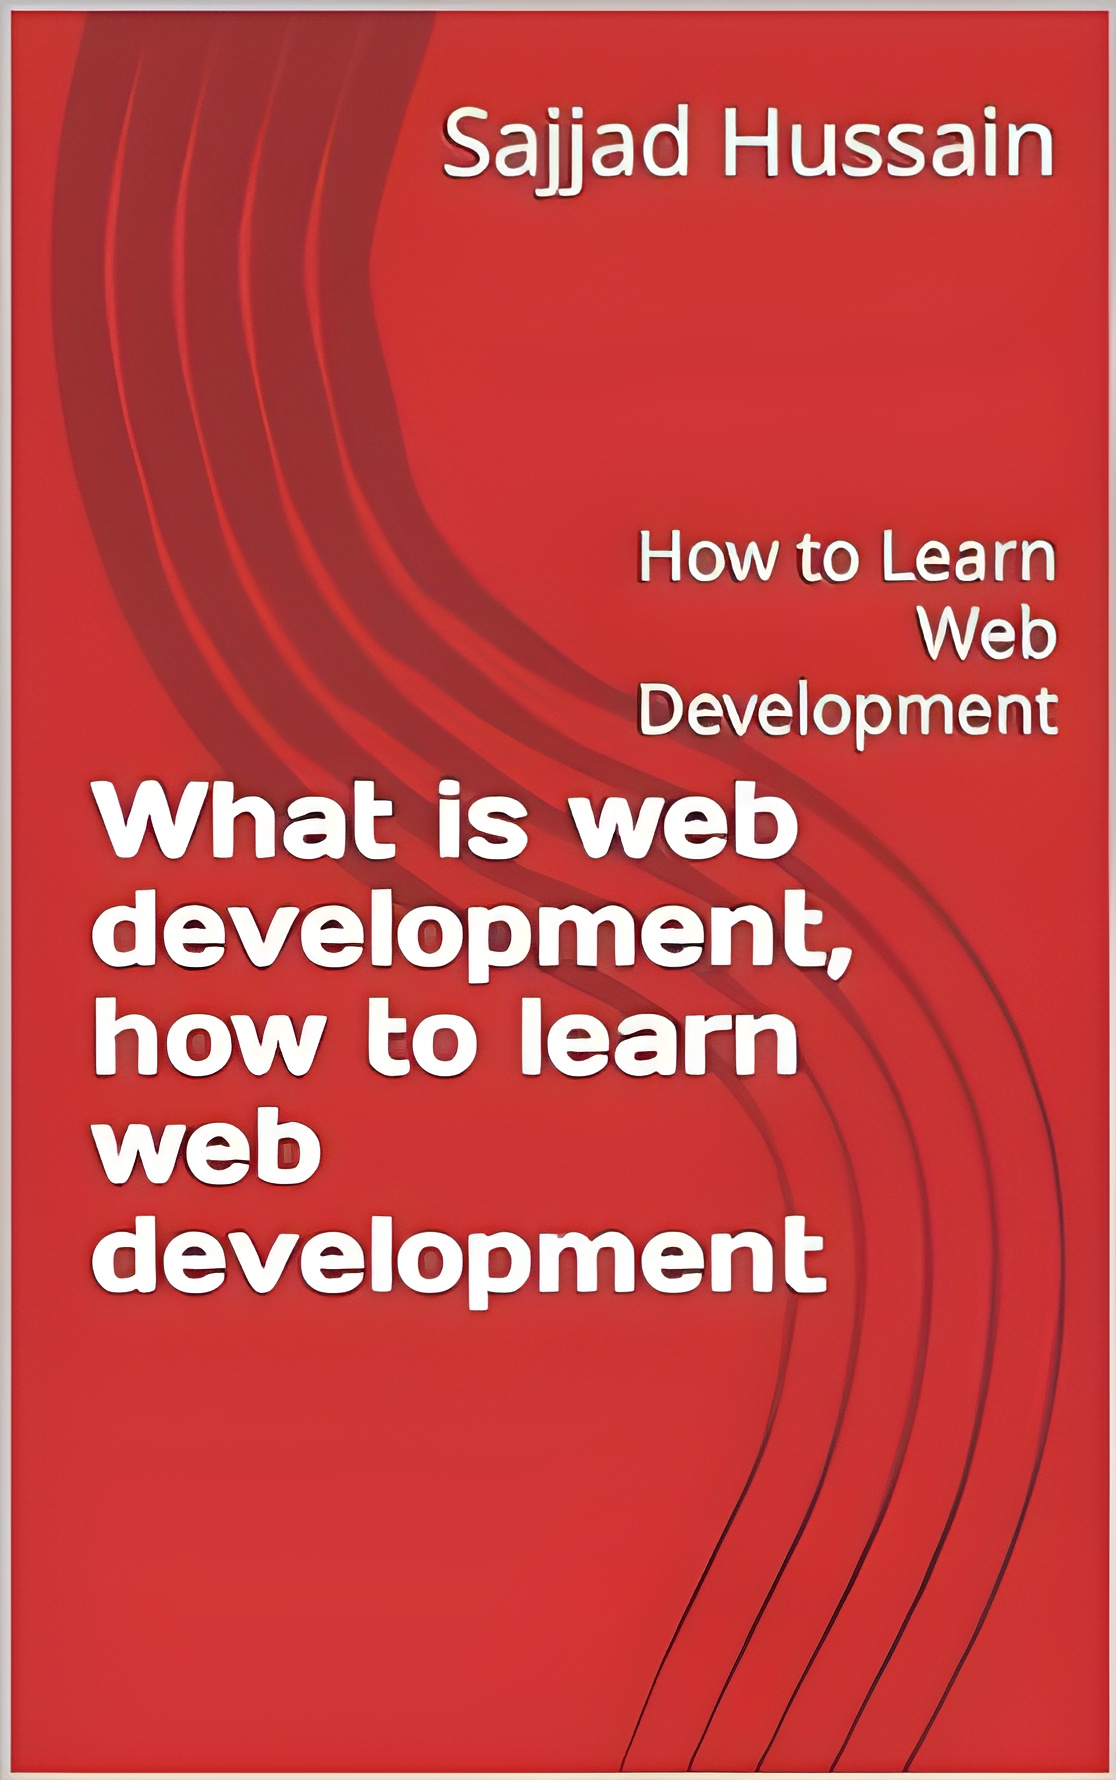 Sajjad Hussain
How to Learn
Web
Development
What is web
development,
how to learn
web
development